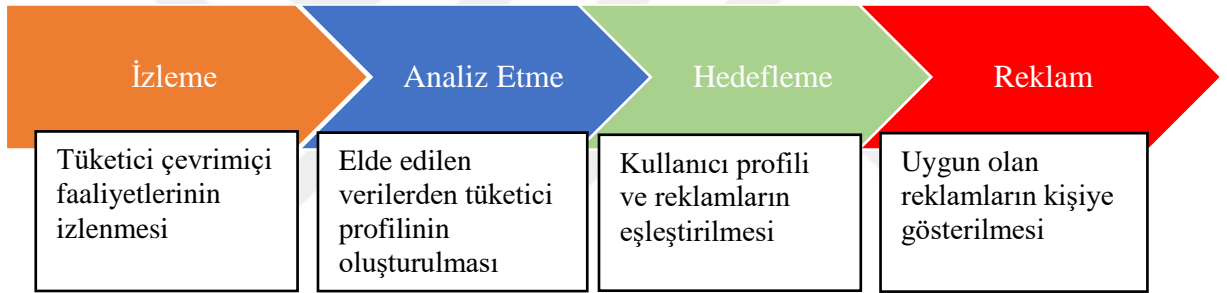 İzleme
Analiz Etme
Hedefleme
Reklam
Tüketici çevrimiçi
faaliyetlerinin
izlenmesi
Elde edilen
verilerden tüketici
profilinin
oluşturulması
Kullanıcı profili
ve reklamların
eşleştirilmesi
Uygun olan
reklamların kişiye
gösterilmesi